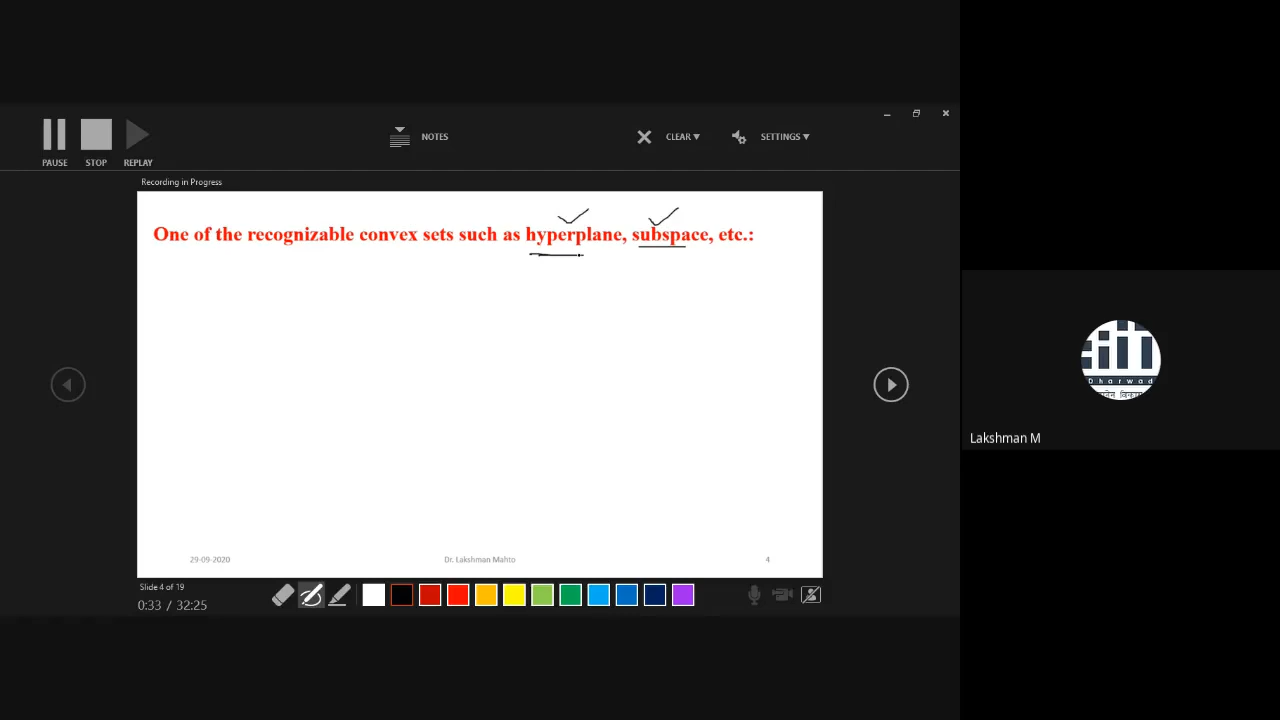 NOTES
CLEAR
SETTINGS
PAUSE STOP REPLAY
Recording in Progress
One of the recognizable convex sets such as hyperplane, subspace, etc.:
29-09-2020 Dr. Lakshman Mahto 4
Slide 4 of 19
0:33 / 32:25
Dharwad
Lakshman M